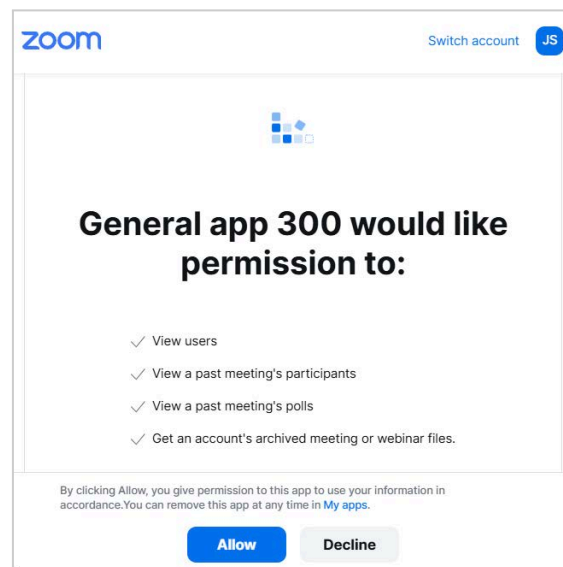 zoom
Switch account
JS
General app 300 would like
permission to:
View users
View a past meeting's participants
View a past meeting's polls
Get an account's archived meeting or webinar files.
By clicking Allow, you give permission to this app to use your information in
accordance.You can remove this app at any time in My apps.
Allow
Decline